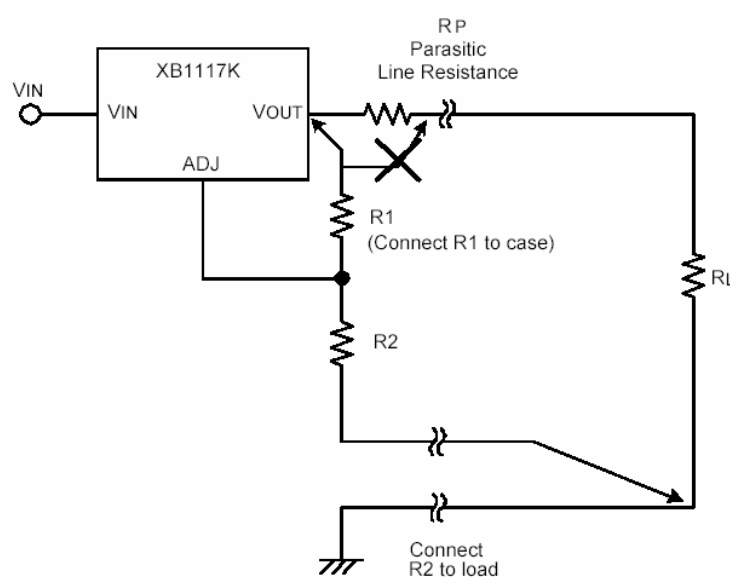 RP
Parasitic
Line Resistance
XB1117K
VIN
VIN
VOUT
ADJ
R1
(Connect R1 to case)
RL
R2
Connect
R2 to load